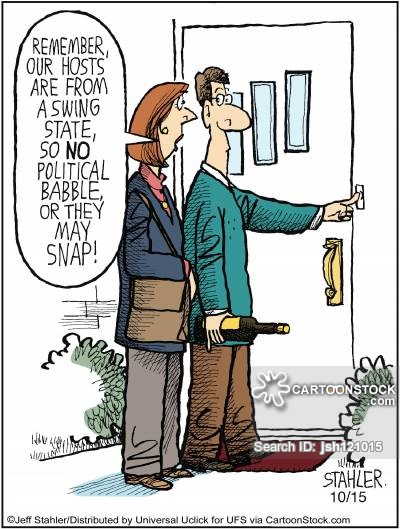 REMEMBER,
OUR HOSTS
ARE FROM
A SWING
STATE,
SO NO
POLITICAL
BABBLE,
OR THEY
MAY
SNAP!
CARTOONSTOCK
.com
Search ID: jsh121015
STAHLER.
10/15
©Jeff Stahler/Distributed by Universal Uclick for UFS via CartoonStock.com